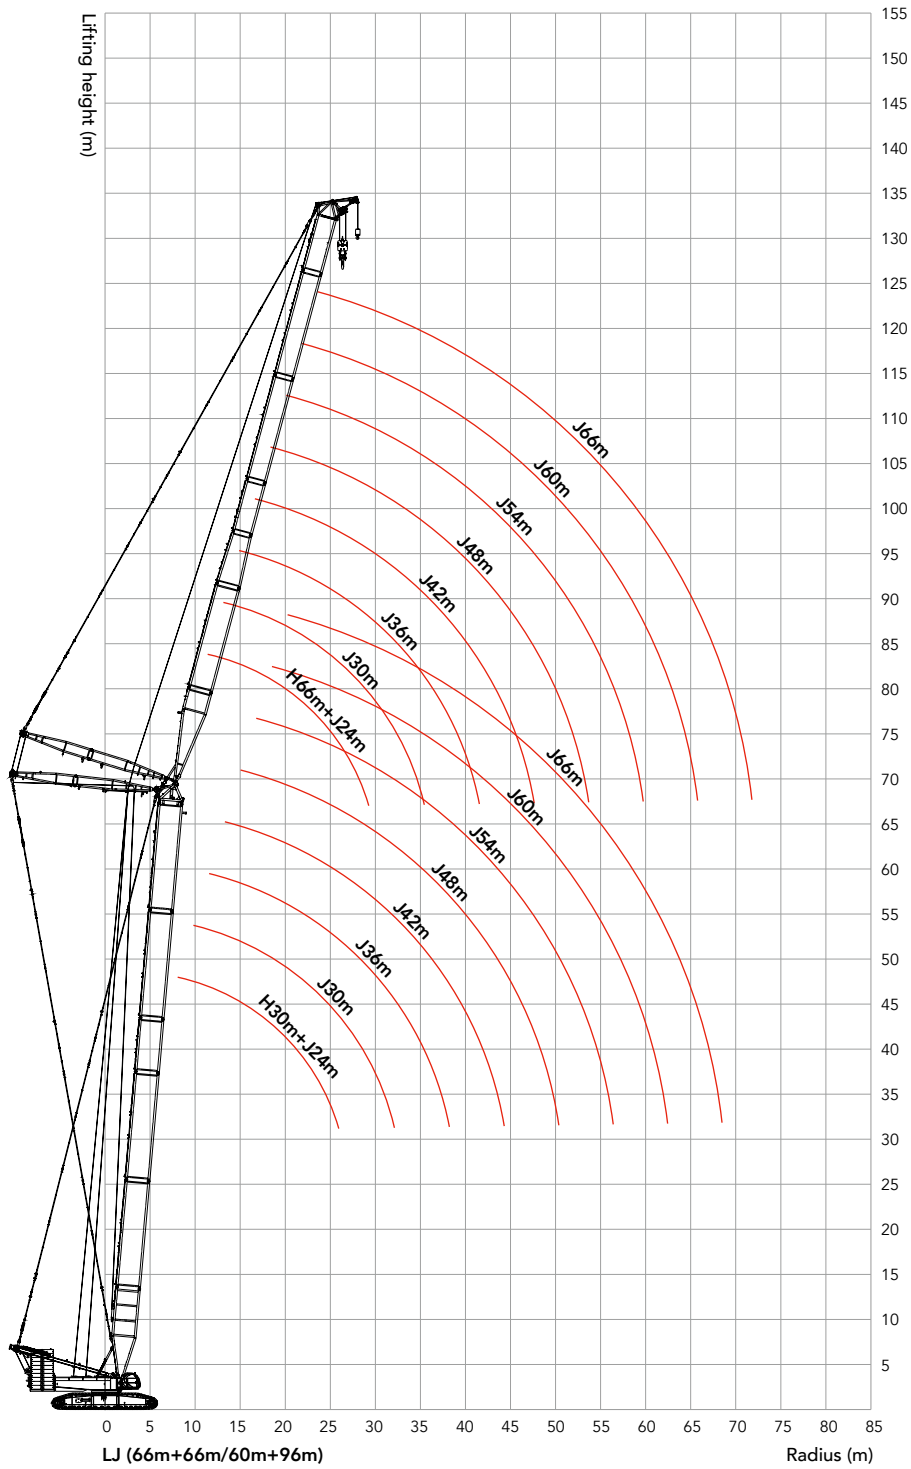 Lifting height (m)
155
150
145
140
135
130
125
120
115
110
105
100
95
90
85
80
75
70
65
60
55
50
45
40
35
30
25
20
15
10
5
J66m
J60m
J54m
J48m
J42m
J36m
J30m
H66m+J24m
J66m
J60m
J54m
J48m
J42m
J36m
J30m
H30m+J24m
0 5 10 15 20 25 30 35 40 45 50 55 60 65 70 75 80 85
LJ (66m+66m/60m+96m) Radius (m)